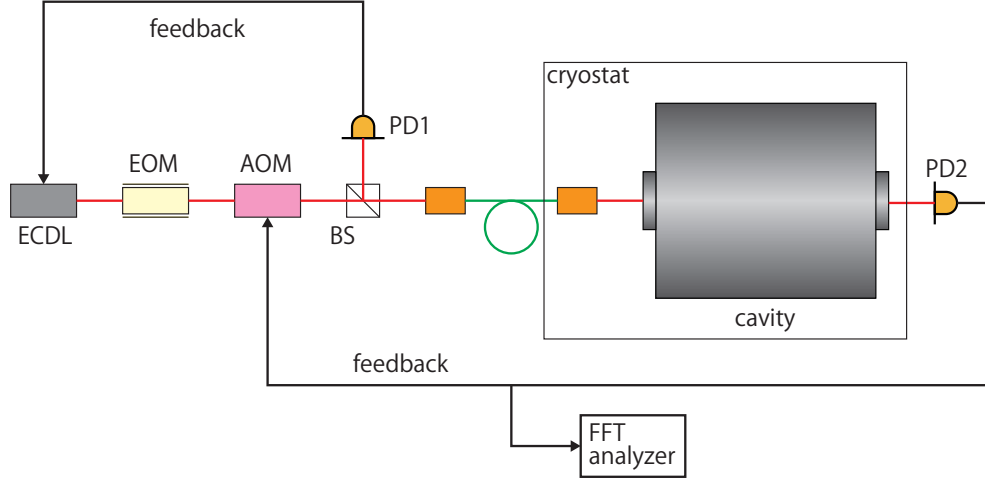 feedback
cryostat
PD1
EOM
AOM
PD2
ECDL
BS
cavity
feedback
FFT
analyzer